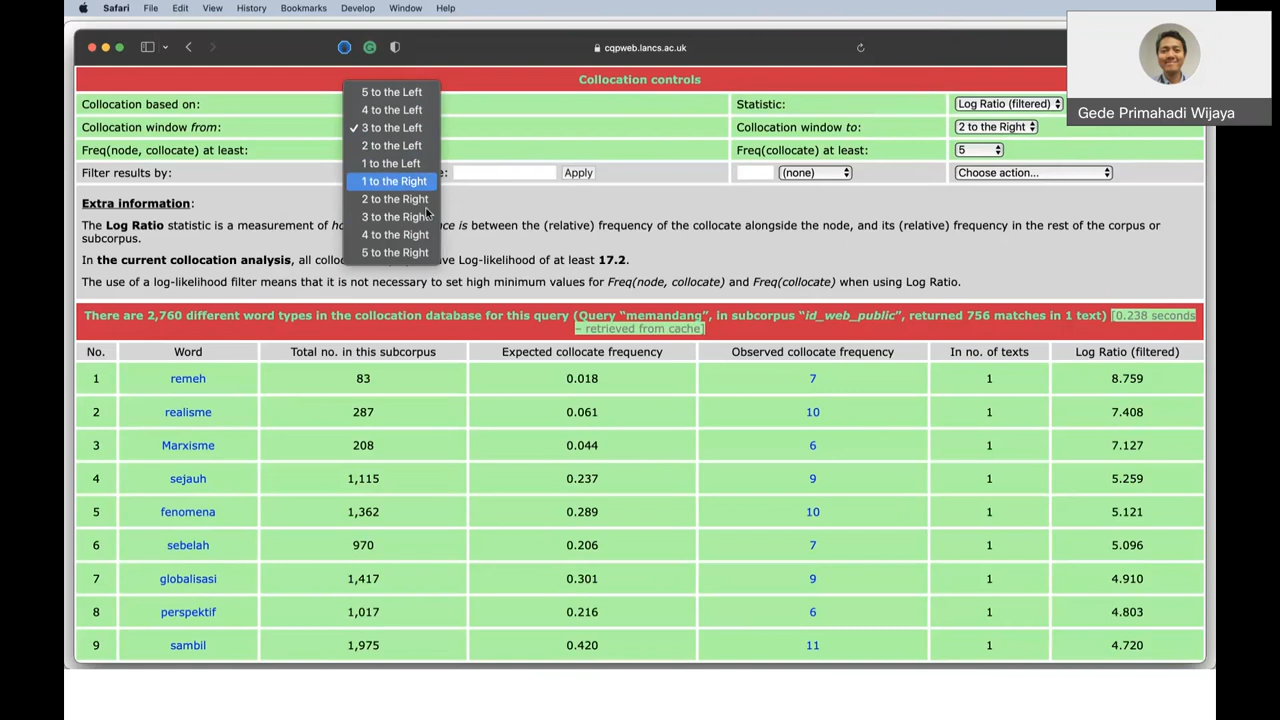 Safari File Edit View History Bookmarks Develop Window Help
cqpweb.lancs.ac.uk
Gede Primahadi Wijaya
Collocation controls
Collocation based on: Statistic: Log Ratio (filtered)
Collocation window from: Collocation window to: 2 to the Right
Freq(node, collocate) at least: Freq(collocate) at least: 5
Filter results by: Apply (none) Choose action...
5 to the Left
4 to the Left
✓ 3 to the Left
2 to the Left
1 to the Left
1 to the Right
2 to the Right
3 to the Right
4 to the Right
5 to the Right
Extra information:
The Log Ratio statistic is a measurement of is between the (relative) frequency of the collocate alongside the node, and its (relative) frequency in the rest of the corpus or
subcorpus.
In the current collocation analysis, all Log-likelihood of at least 17.2.
The use of a log-likelihood filter means that it is not necessary to set high minimum values for Freq(node, collocate) and Freq(collocate) when using Log Ratio.
There are 2,760 different word types in the collocation database for this query (Query “memandang”, in subcorpus “id_web_public”, returned 756 matches in 1 text) [0.238 seconds
– retrieved from cache]
No. Word Total no. in this subcorpus Expected collocate frequency Observed collocate frequency In no. of texts Log Ratio (filtered)
1 remeh 83 0.018 7 1 8.759
2 realisme 287 0.061 10 1 7.408
3 Marxisme 208 0.044 6 1 7.127
4 sejauh 1,115 0.237 9 1 5.259
5 fenomena 1,362 0.289 10 1 5.121
6 sebelah 970 0.206 7 1 5.096
7 globalisasi 1,417 0.301 9 1 4.910
8 perspektif 1,017 0.216 6 1 4.803
9 sambil 1,975 0.420 11 1 4.720